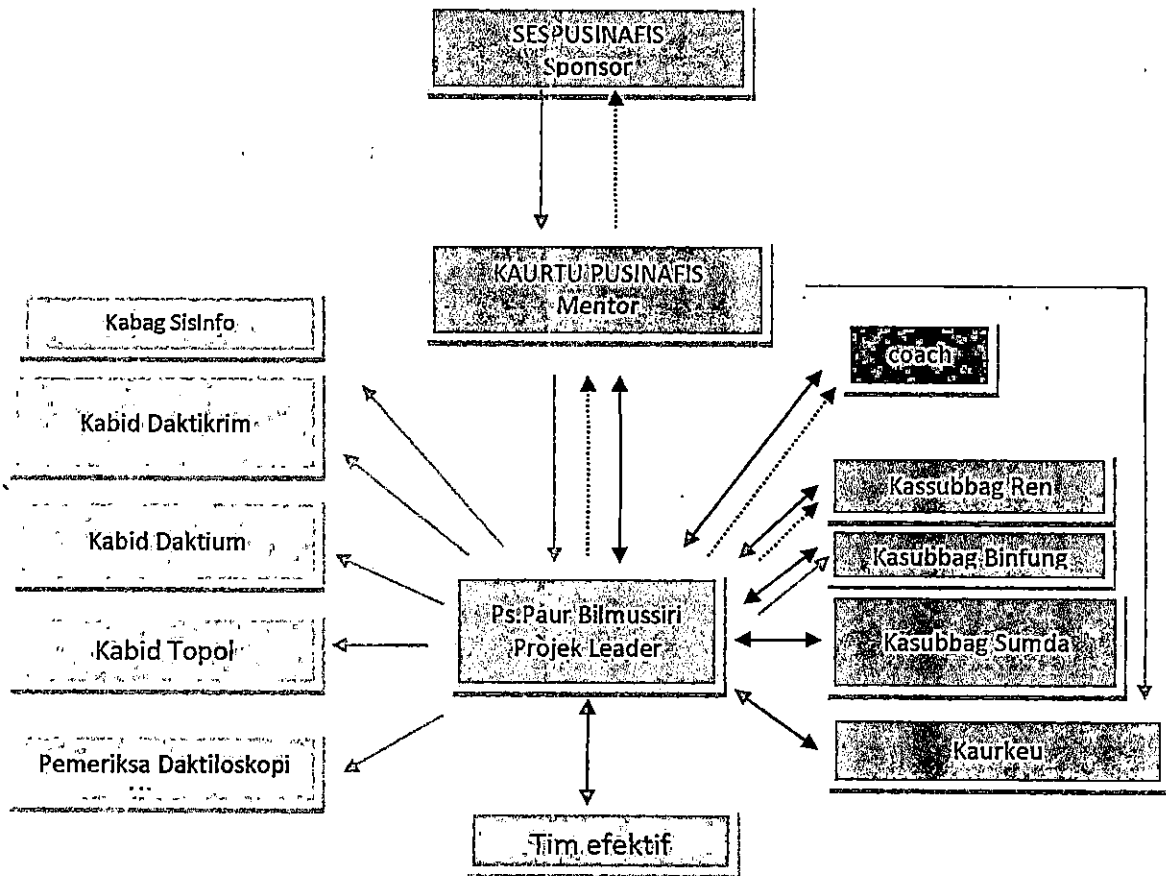 SESPUSINAFIS
Sponsor
KAURTU PUSINAFIS
Mentor
Kabag SisInfo
coach
Kabid Daktikrim
Kassubbag Ren
Kabid Daktium
Kasubbag Binfung
Ps.Paur Bilmussiri
Projek Leader
Kasubbag Sumda
Kabid Topol
Kaurkeu
Pemeriksa Daktiloskopi
...
Tim efektif